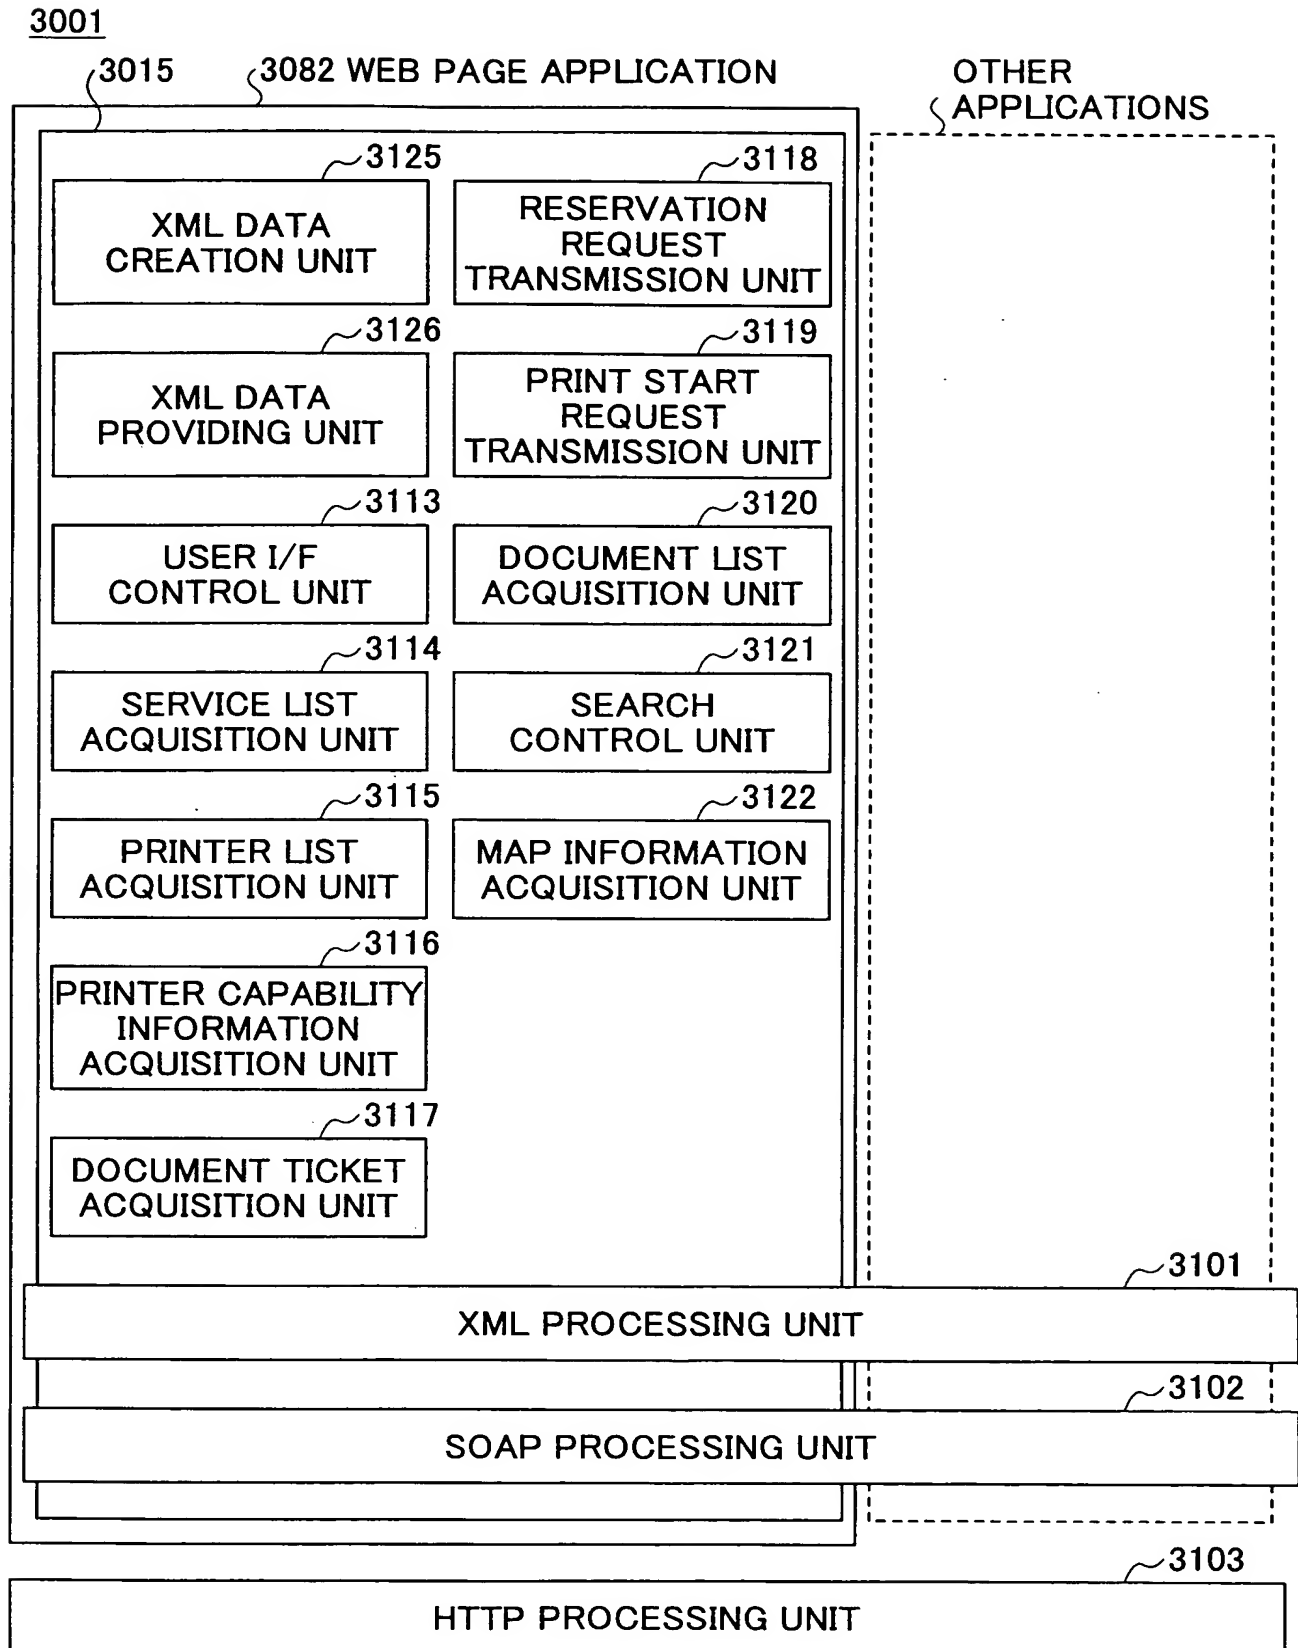 3001
3015
3082 WEB PAGE APPLICATION
OTHER
APPLICATIONS
3125
XML DATA
CREATION UNIT
3118
RESERVATION
REQUEST
TRANSMISSION UNIT
3126
XML DATA
PROVIDING UNIT
3119
PRINT START
REQUEST
TRANSMISSION UNIT
3113
USER I/F
CONTROL UNIT
3120
DOCUMENT LIST
ACQUISITION UNIT
3114
SERVICE LIST
ACQUISITION UNIT
3121
SEARCH
CONTROL UNIT
3115
PRINTER LIST
ACQUISITION UNIT
3122
MAP INFORMATION
ACQUISITION UNIT
3116
PRINTER CAPABILITY
INFORMATION
ACQUISITION UNIT
3117
DOCUMENT TICKET
ACQUISITION UNIT
3101
XML PROCESSING UNIT
3102
SOAP PROCESSING UNIT
3103
HTTP PROCESSING UNIT